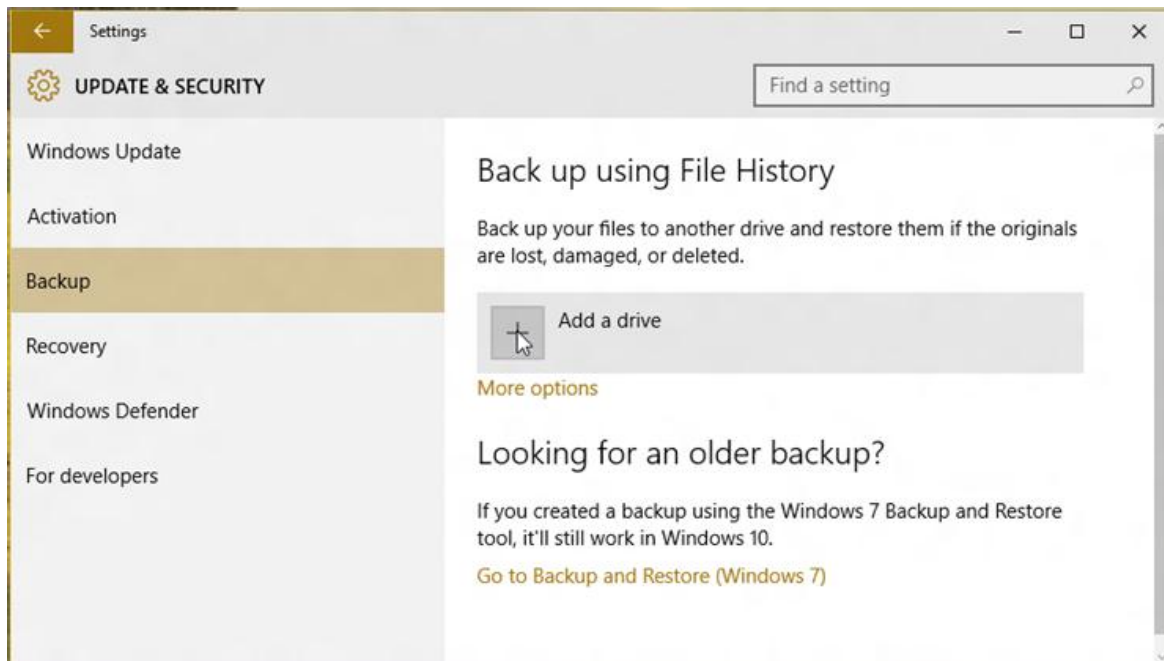 Settings
UPDATE & SECURITY
Find a setting
Windows Update
Activation
Backup
Recovery
Windows Defender
For developers
Back up using File History
Back up your files to another drive and restore them if the originals
are lost, damaged, or deleted.
Add a drive
More options
Looking for an older backup?
If you created a backup using the Windows 7 Backup and Restore
tool, it'll still work in Windows 10.
Go to Backup and Restore (Windows 7)